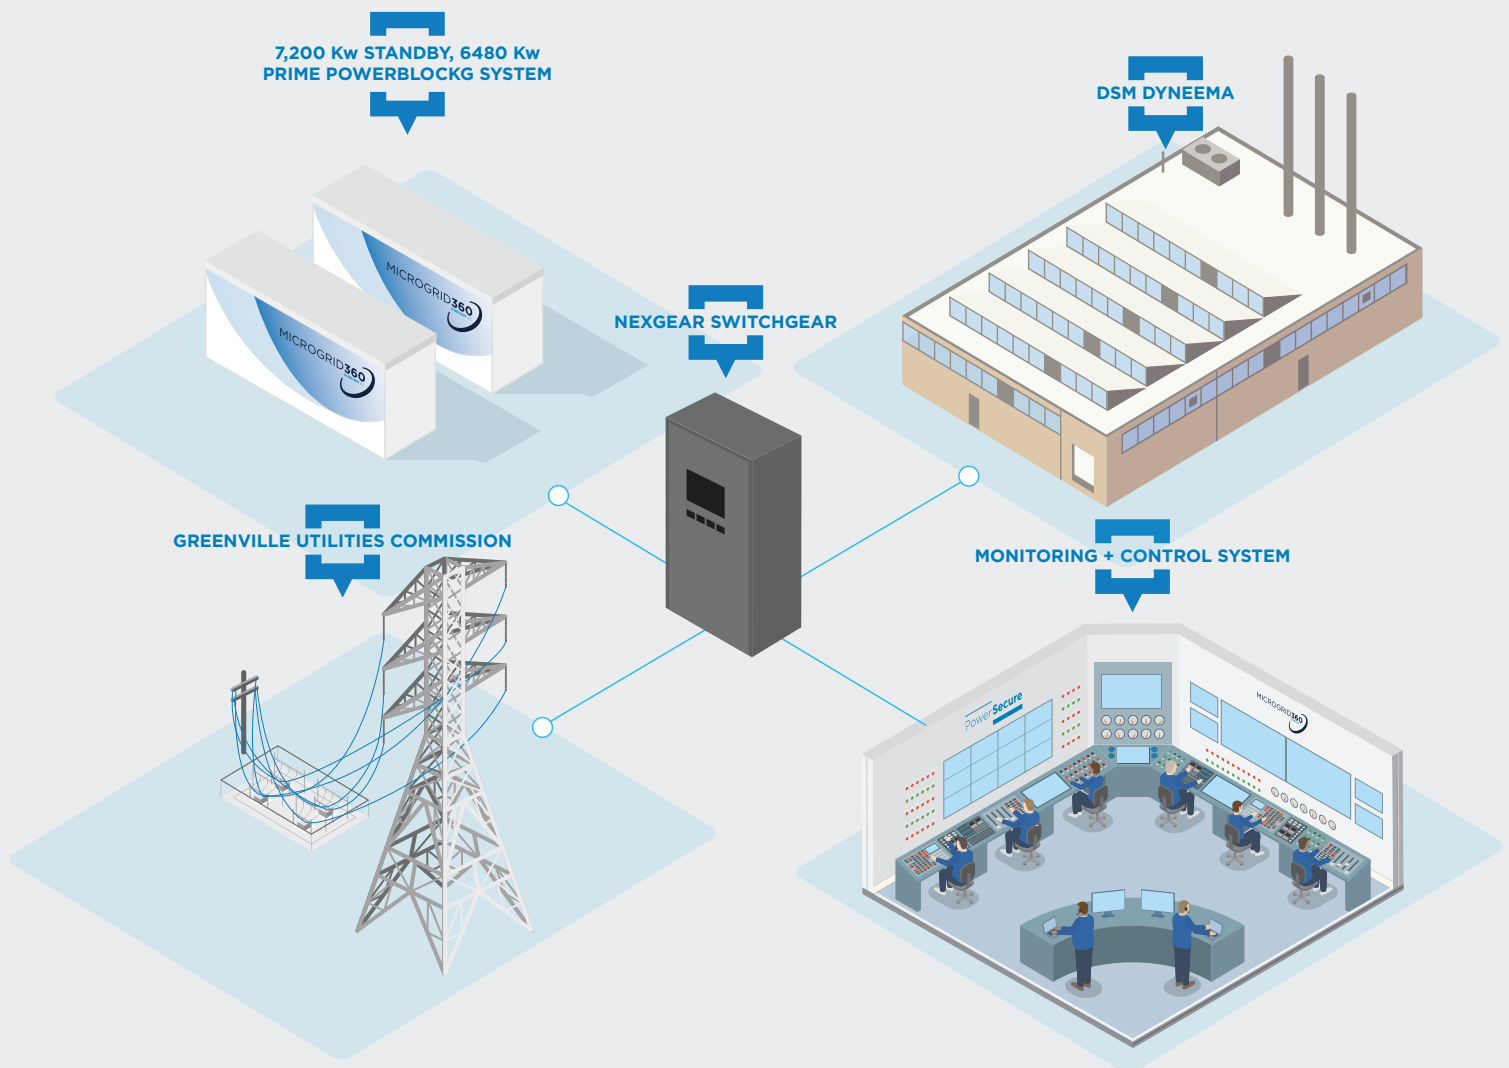 7,200 Kw STANDBY, 6480 Kw
PRIME POWERBLOCKG SYSTEM
DSM DYNEEMA
MICROGRID360
MICROGRID360
NEXGEAR SWITCHGEAR
GREENVILLE UTILITIES COMMISSION
MONITORING + CONTROL SYSTEM
PowerSecure
MICROGRID360